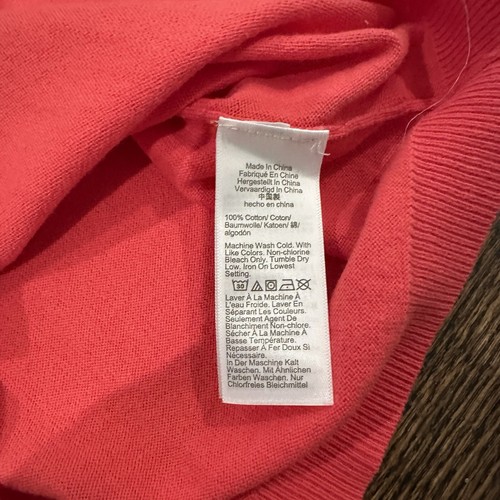 Made In China
Fabriqué En Chine
Hergestellt In China
Vervaardigd In China
中国製
hecho en china
100% Cotton/ Coton/
Baumwolle/ Katoen/ 綿/
algodón
Machine Wash Cold. With
Like Colors. Non-chlorine
Bleach Only. Tumble Dry
Low. Iron On Lowest
Setting.
30
Laver À La Machine À
L'eau Froide. Laver En
Séparant Les Couleurs.
Seulement Agent De
Blanchiment Non-chlore.
Sécher À La Machine À
Basse Température.
Repasser À Fer Doux Si
Nécessaire.
In Der Maschine Kalt
Waschen. Mit Ähnlichen
Farben Waschen. Nur
Chlorfreies Bleichmittel